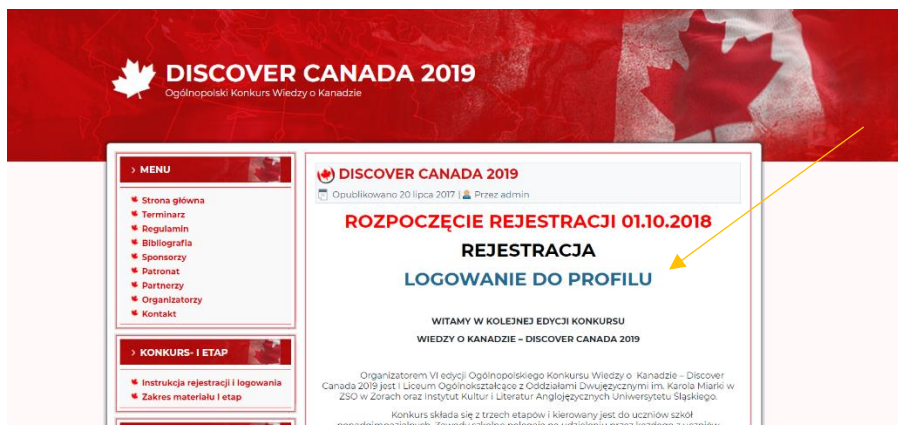 DISCOVER CANADA 2019
Ogólnopolski Konkurs Wiedzy o Kanadzie
> MENU
Strona główna
Terminarz
Regulamin
Bibliografia
Sponsorzy
Patronat
Partnerzy
Organizatorzy
Kontakt
> KONKURS- I ETAP
Instrukcja rejestracji i logowania
Zakres materiału I etap
DISCOVER CANADA 2019
Opublikowano 20 lipca 2017 | Przez admin
ROZPOCZĘCIE REJESTRACJI 01.10.2018
REJESTRACJA
LOGOWANIE DO PROFILU
WITAMY W KOLEJNEJ EDYCJI KONKURSU
WIEDZY O KANADZIE – DISCOVER CANADA 2019
Organizatorem VI edycji Ogólnopolskiego Konkursu Wiedzy o Kanadzie – Discover
Canada 2019 jest I Liceum Ogólnokształcące z Oddziałami Dwujęzycznymi im. Karola Miarki w
ZSO w Żorach oraz Instytut Kultur i Literatur Anglojęzycznych Uniwersytetu Śląskiego.
Konkurs składa się z trzech etapów i kierowany jest do uczniów szkół